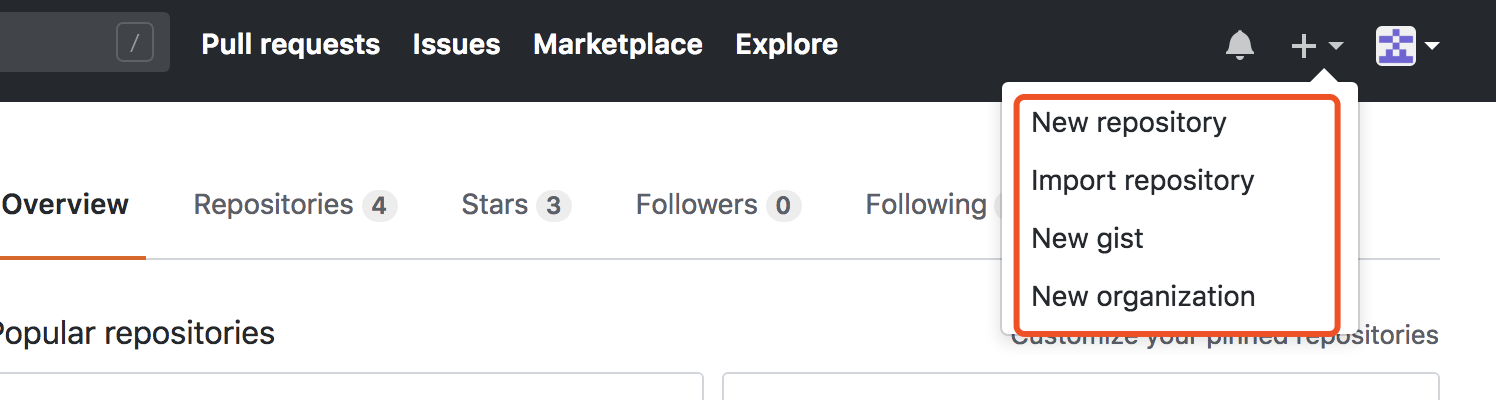 / Pull requests Issues Marketplace Explore
New repository
Import repository
New gist
New organization
Overview Repositories 4 Stars 3 Followers 0 Following
Popular repositories
Customize your pinned repositories